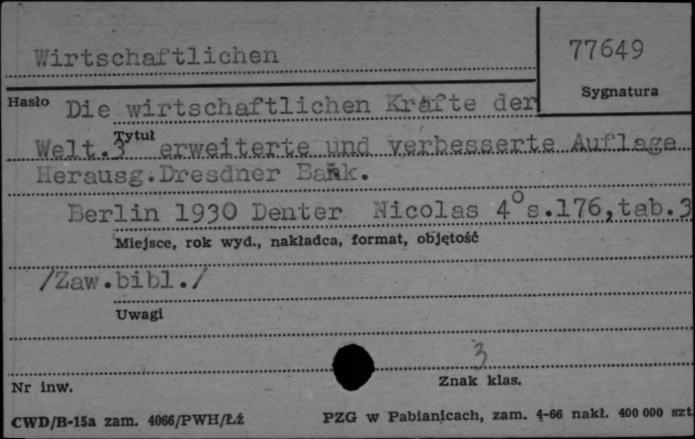 Wirtschaftlichen
77649
Sygnatura
Hasło Die wirtschaftlichen Kräfte der
Tytuł
Welt.3 erweiterte und verbesserte Auflage
Herausg.Dresdner Bank.
Berlin 1930 Denter Nicolas 4°s.176,tab.3
Miejsce, rok wyd., nakładca, format, objętość
/Zaw.bibl./
Uwagi
3
Nr inw.
Znak klas.
CWD/B-15a zam. 4066/PWH/Łź
PZG w Pabianicach, zam. 4-66 nakł. 400 000 szt